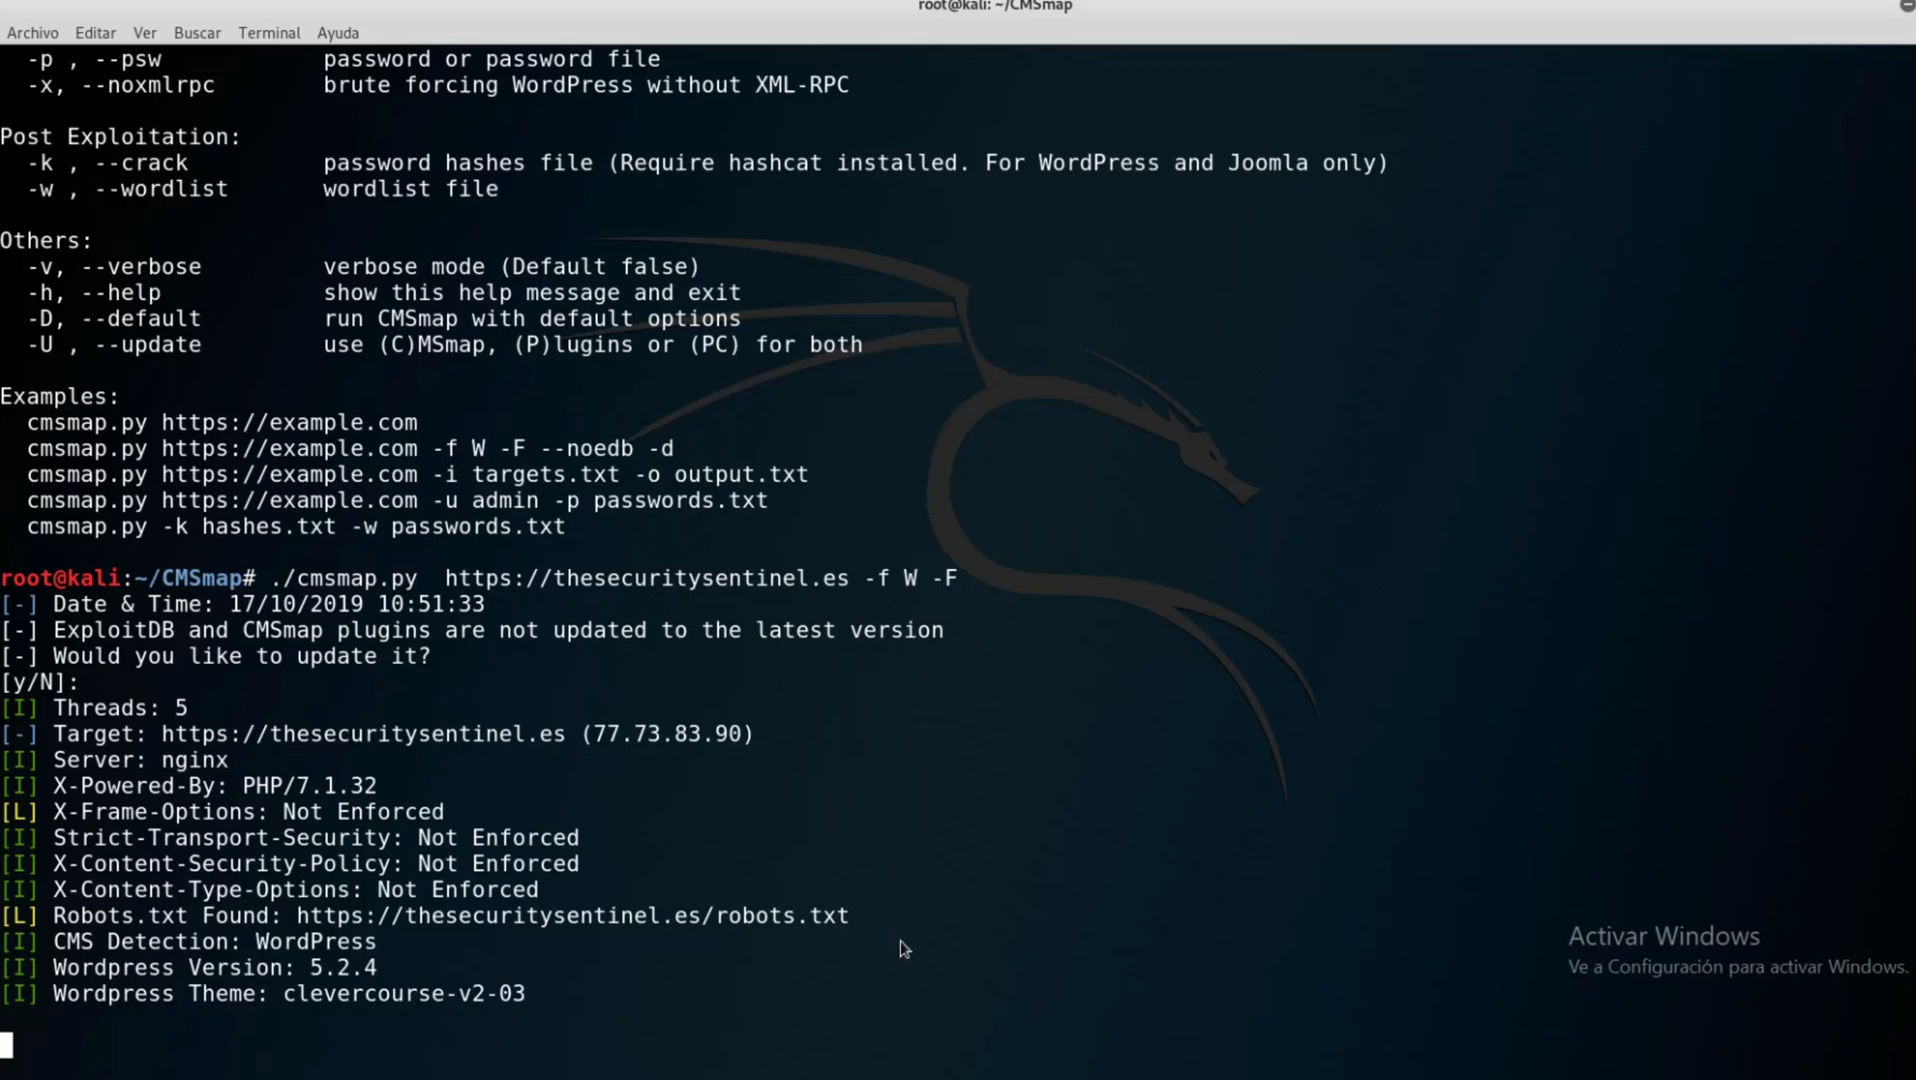 root@kali: ~/CMSmap
Archivo Editar Ver Buscar Terminal Ayuda
-p , --psw password or password file
-x, --noxmlrpc brute forcing WordPress without XML-RPC
Post Exploitation:
-k , --crack password hashes file (Require hashcat installed. For WordPress and Joomla only)
-w , --wordlist wordlist file
Others:
-v, --verbose verbose mode (Default false)
-h, --help show this help message and exit
-D, --default run CMSmap with default options
-U , --update use (C)MSmap, (P)lugins or (PC) for both
Examples:
cmsmap.py https://example.com
cmsmap.py https://example.com -f W -F --noedb -d
cmsmap.py https://example.com -i targets.txt -o output.txt
cmsmap.py https://example.com -u admin -p passwords.txt
cmsmap.py -k hashes.txt -w passwords.txt
root@kali:~/CMSmap# ./cmsmap.py  https://thesecuritysentinel.es -f W -F
[-] Date & Time: 17/10/2019 10:51:33
[-] ExploitDB and CMSmap plugins are not updated to the latest version
[-] Would you like to update it?
[y/N]:
[I] Threads: 5
[-] Target: https://thesecuritysentinel.es (77.73.83.90)
[I] Server: nginx
[I] X-Powered-By: PHP/7.1.32
[L] X-Frame-Options: Not Enforced
[I] Strict-Transport-Security: Not Enforced
[I] X-Content-Security-Policy: Not Enforced
[I] X-Content-Type-Options: Not Enforced
[L] Robots.txt Found: https://thesecuritysentinel.es/robots.txt
[I] CMS Detection: WordPress
[I] Wordpress Version: 5.2.4
[I] Wordpress Theme: clevercourse-v2-03
Activar Windows
Ve a Configuración para activar Windows.